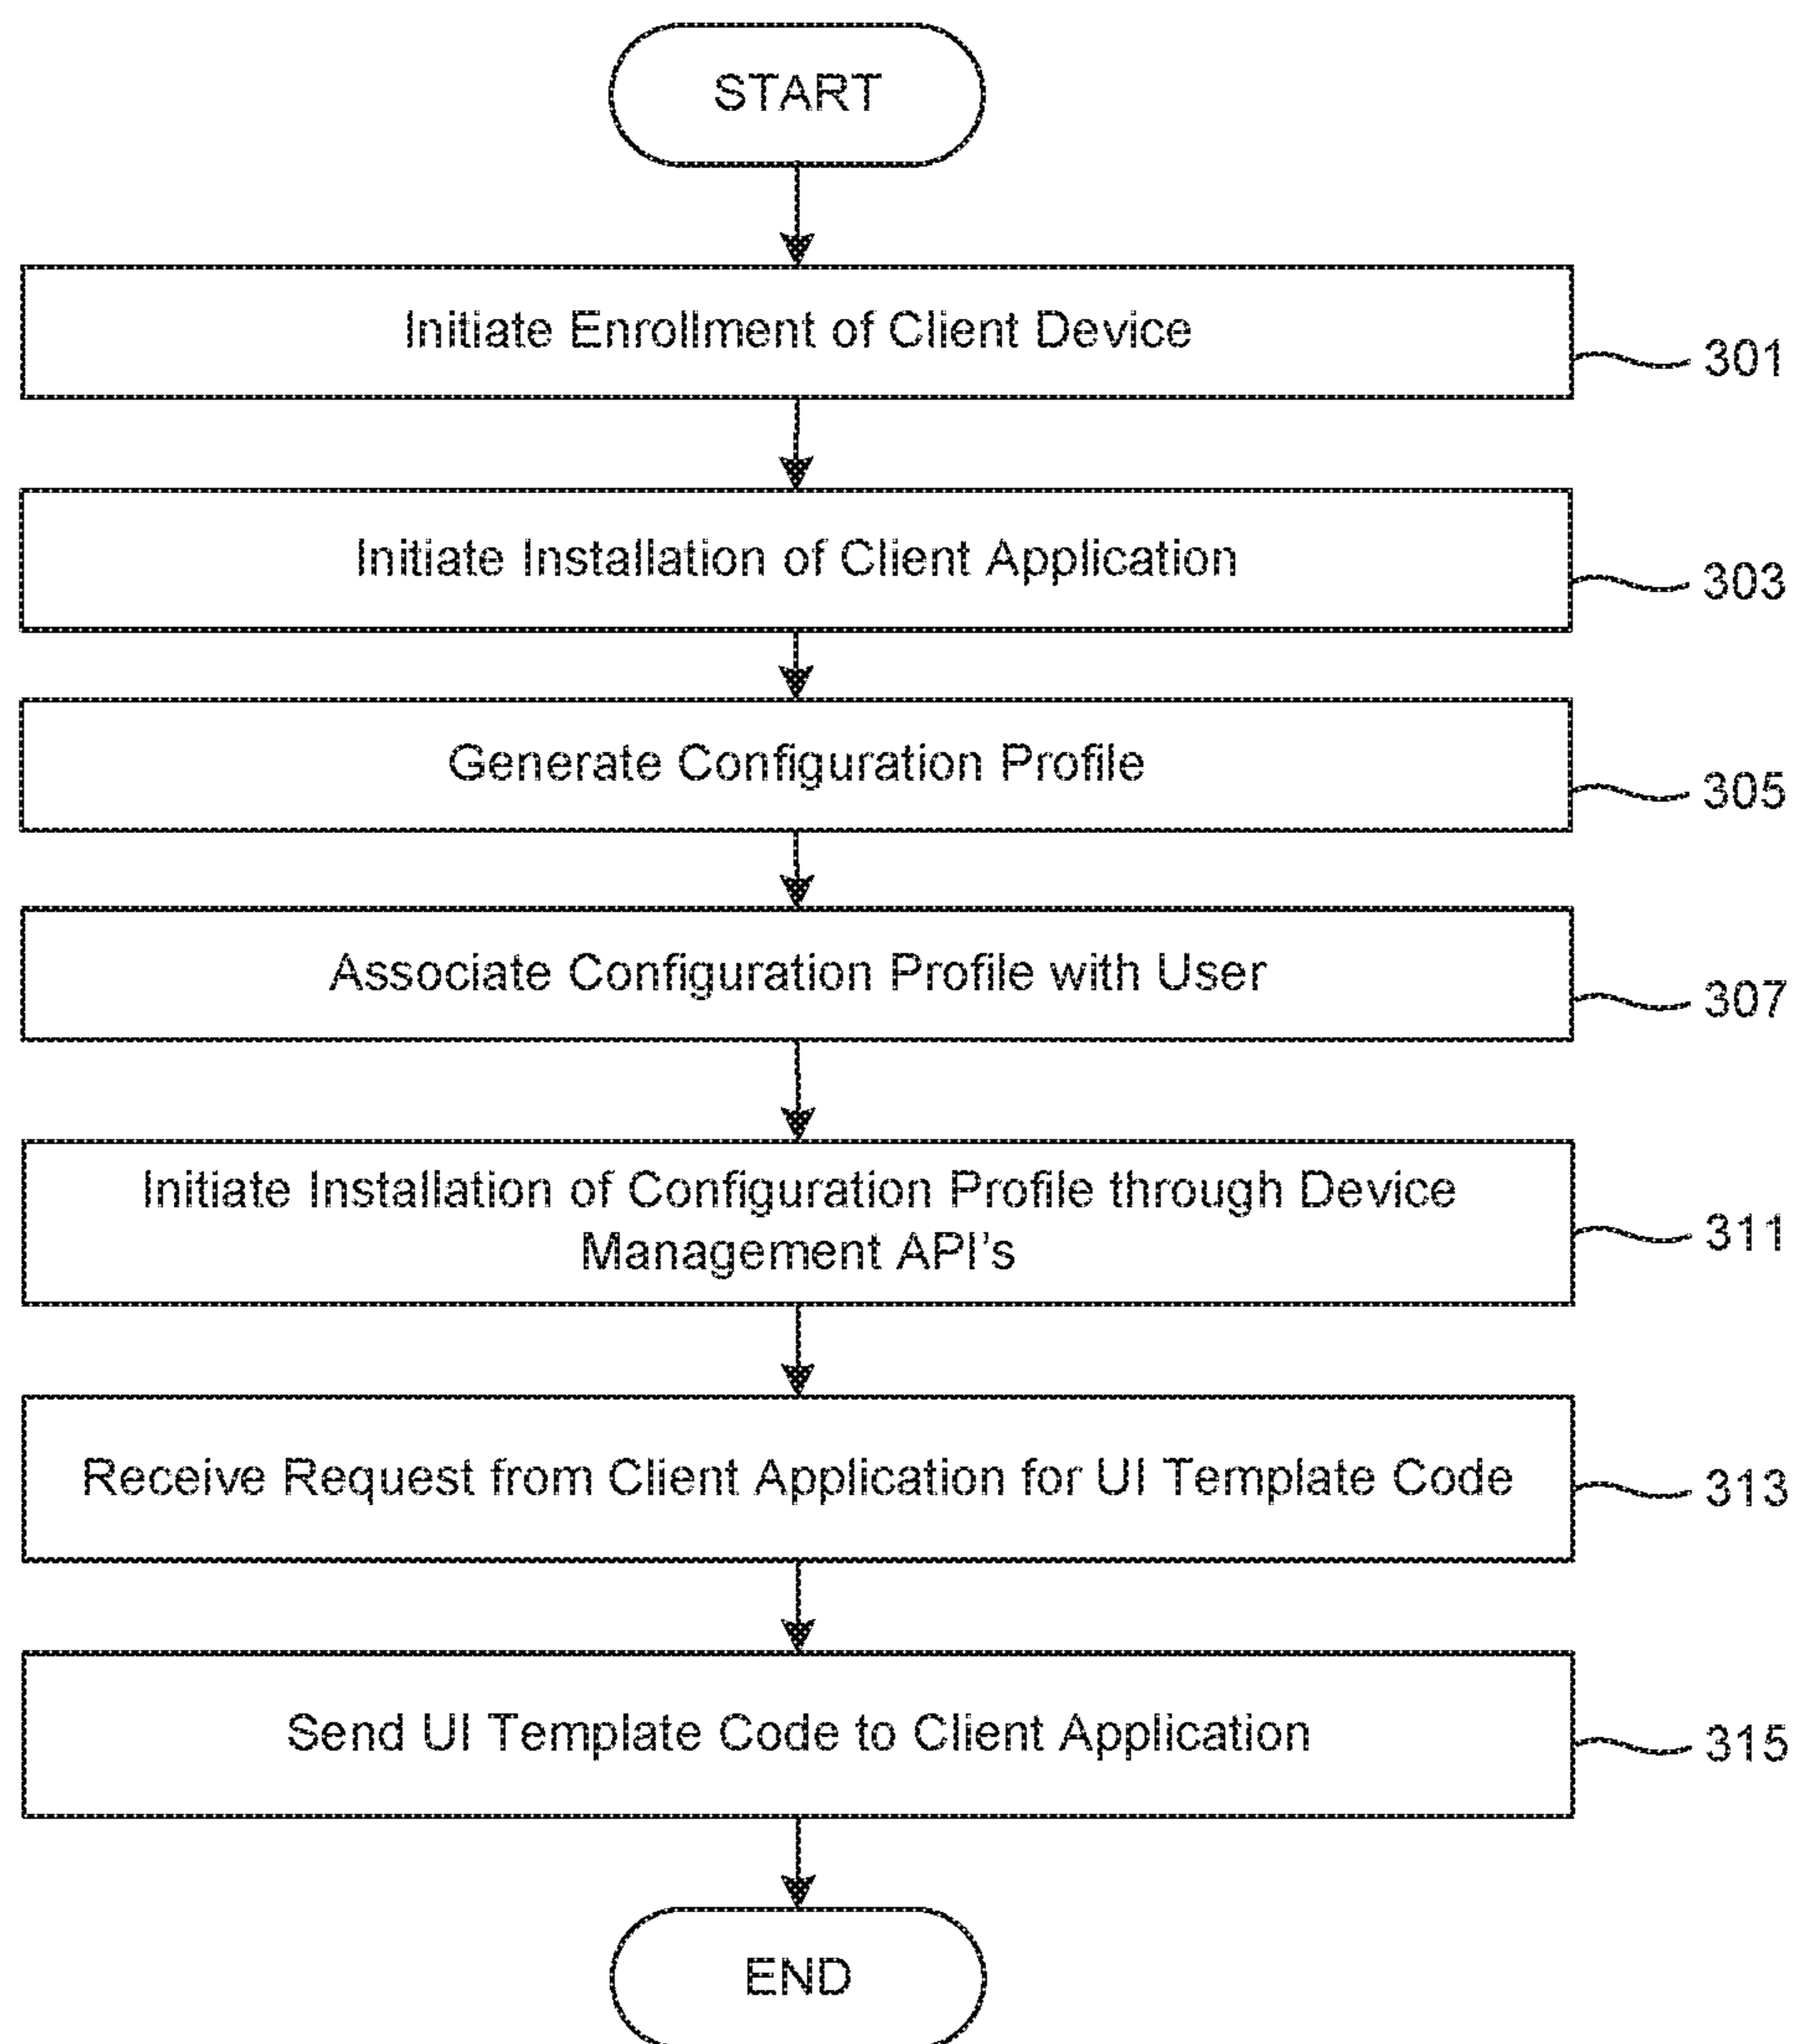 START
Initiate Enrollment of Client Device
301
Initiate Installation of Client Application
303
Generate Configuration Profile
305
Associate Configuration Profile with User
307
Initiate Installation of Configuration Profile through Device
Management API's
311
Receive Request from Client Application for UI Template Code
313
Send UI Template Code to Client Application
315
END